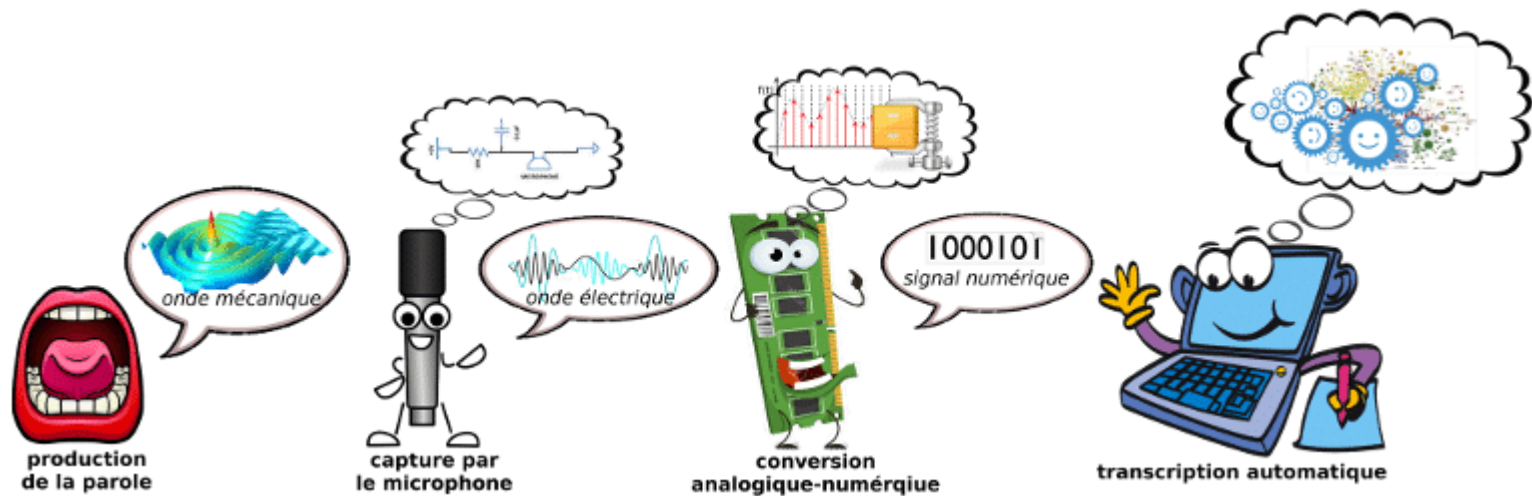 f(t)
MICROPHONE
onde mécanique
onde électrique
1000101
signal numérique
production
de la parole
capture par
le microphone
conversion
analogique-numérqiue
transcription automatique